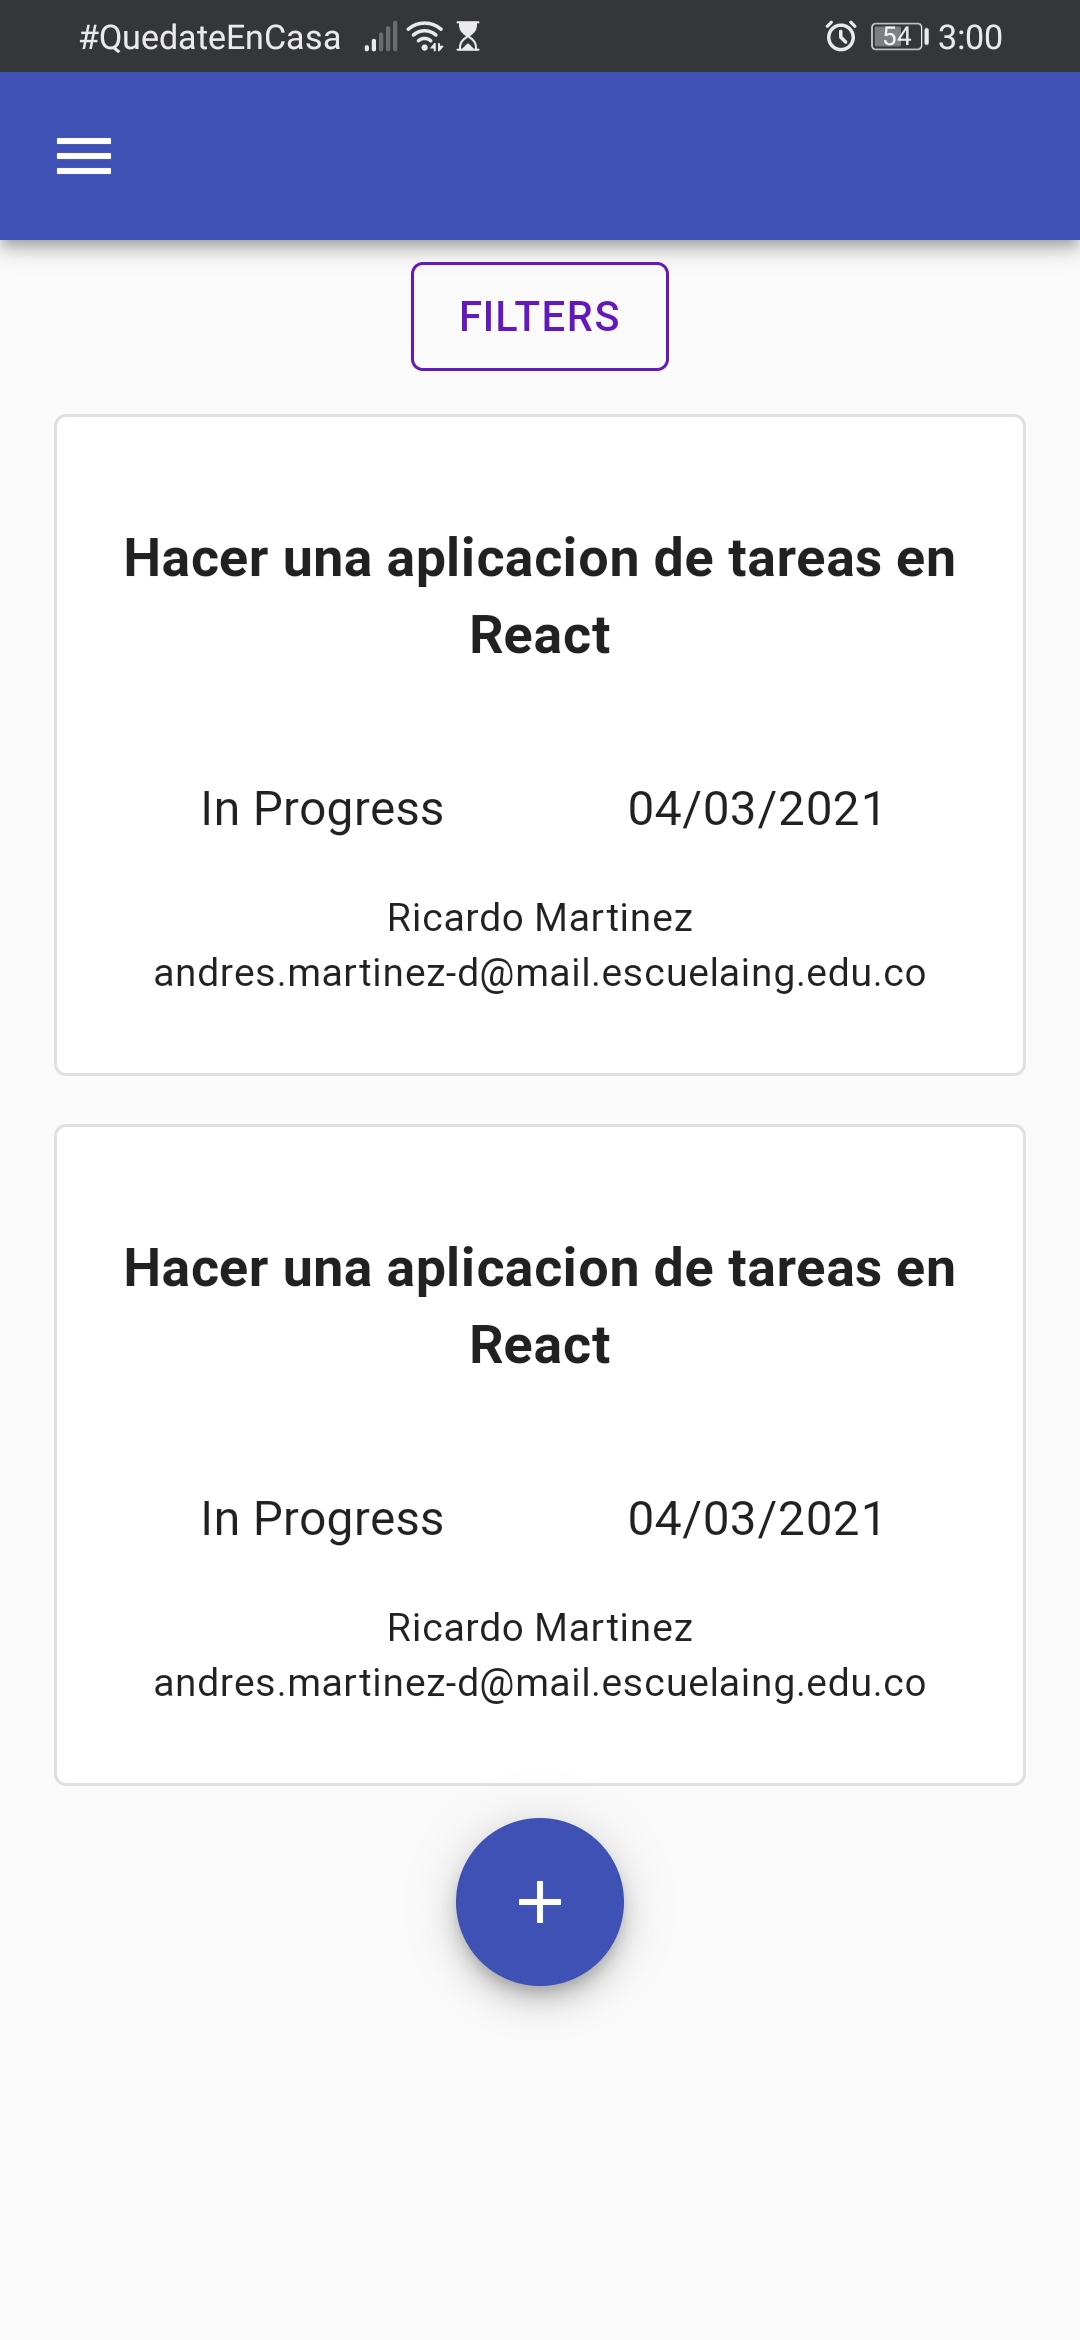 #QuedateEnCasa 54 3:00
FILTERS
Hacer una aplicacion de tareas en
React
In Progress 04/03/2021
Ricardo Martinez
andres.martinez-d@mail.escuelaing.edu.co
Hacer una aplicacion de tareas en
React
In Progress 04/03/2021
Ricardo Martinez
andres.martinez-d@mail.escuelaing.edu.co